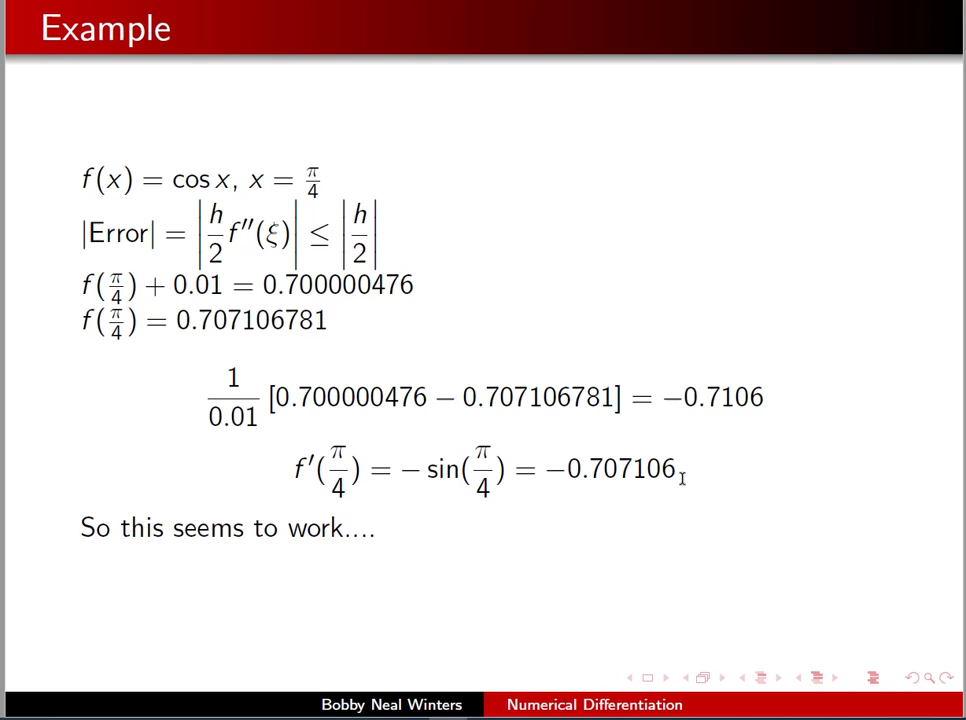 Example
f(x) = cos x, x = π/4
|Error| = |h/2 f″(ξ)| ≤ |h/2|
f(π/4) + 0.01 = 0.700000476
f(π/4) = 0.707106781
1/0.01 [0.700000476 − 0.707106781] = −0.7106
f′(π/4) = − sin(π/4) = −0.707106
So this seems to work....
Bobby Neal Winters
Numerical Differentiation